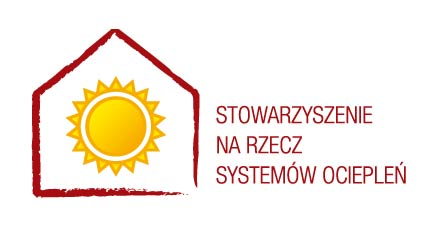 STOWARZYSZENIE
NA RZECZ
SYSTEMÓW OCIEPLEŃ